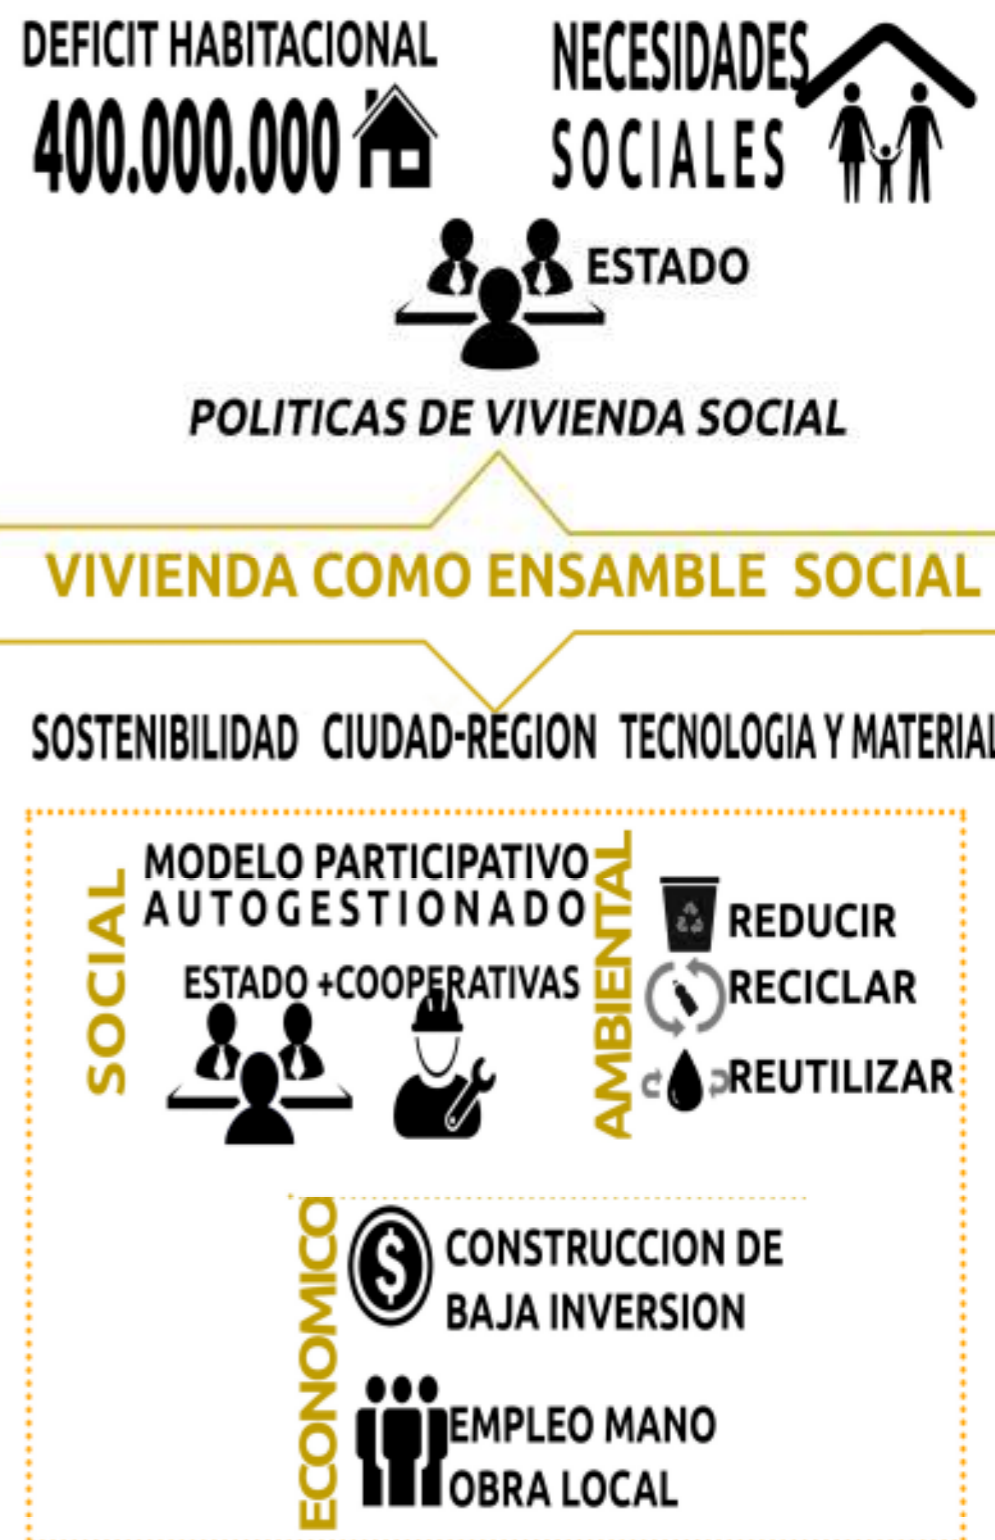 DEFICIT HABITACIONAL
400.000.000
NECESIDADES
SOCIALES
ESTADO
POLITICAS DE VIVIENDA SOCIAL
VIVIENDA COMO ENSAMBLE SOCIAL
SOSTENIBILIDAD CIUDAD-REGION TECNOLOGIA Y MATERIAL
SOCIAL
MODELO PARTICIPATIVO
AUTOGESTIONADO
ESTADO +COOPERATIVAS
AMBIENTAL
REDUCIR
RECICLAR
REUTILIZAR
ECONOMICO
$
CONSTRUCCION DE
BAJA INVERSION
EMPLEO MANO
OBRA LOCAL